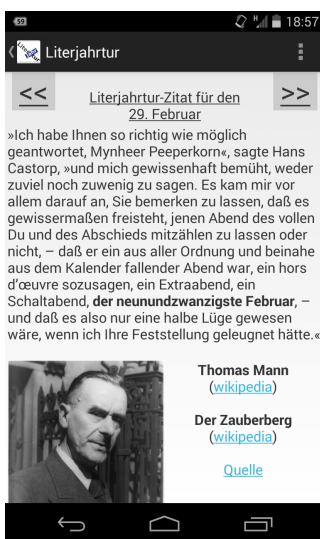 59
18:57
Literjahrtur
<<
Literjahrtur-Zitat für den
29. Februar
>>
»Ich habe Ihnen so richtig wie möglich
geantwortet, Mynheer Peeperkorn«, sagte Hans
Castorp, »und mich gewissenhaft bemüht, weder
zuviel noch zuwenig zu sagen. Es kam mir vor
allem darauf an, Sie bemerken zu lassen, daß es
gewissermaßen freisteht, jenen Abend des vollen
Du und des Abschieds mitzählen zu lassen oder
nicht, – daß er ein aus aller Ordnung und beinahe
aus dem Kalender fallender Abend war, ein hors
d’œuvre sozusagen, ein Extraabend, ein
Schaltabend, der neunundzwanzigste Februar, –
und daß es also nur eine halbe Lüge gewesen
wäre, wenn ich Ihre Feststellung geleugnet hätte.«
Thomas Mann
(wikipedia)
Der Zauberberg
(wikipedia)
Quelle